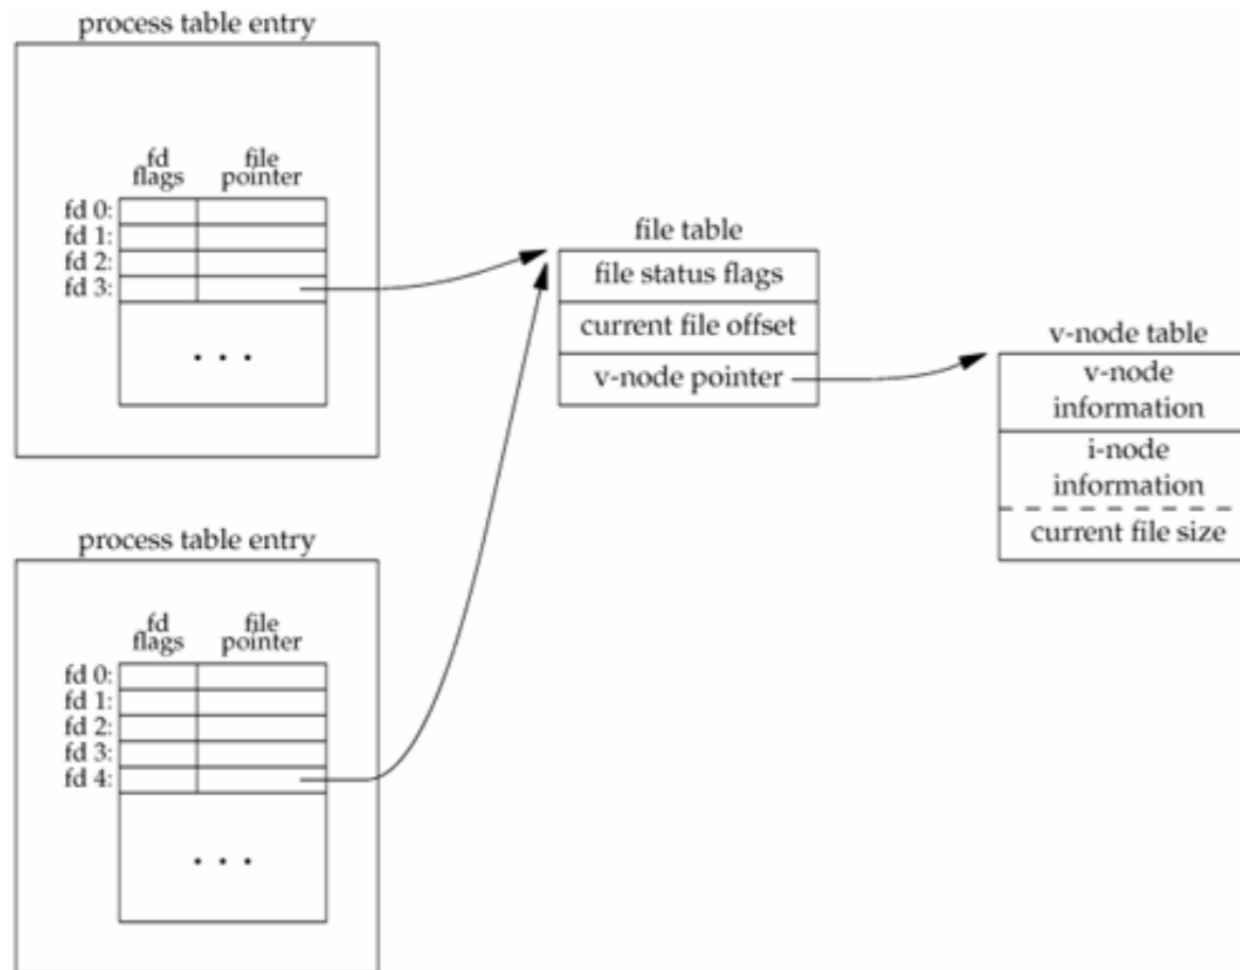 process table entry
fd
flags
file
pointer
fd 0:
fd 1:
fd 2:
fd 3:
. . .
file table
file status flags
current file offset
v-node pointer
v-node table
v-node
information
i-node
information
current file size
process table entry
fd
flags
file
pointer
fd 0:
fd 1:
fd 2:
fd 3:
fd 4:
. . .